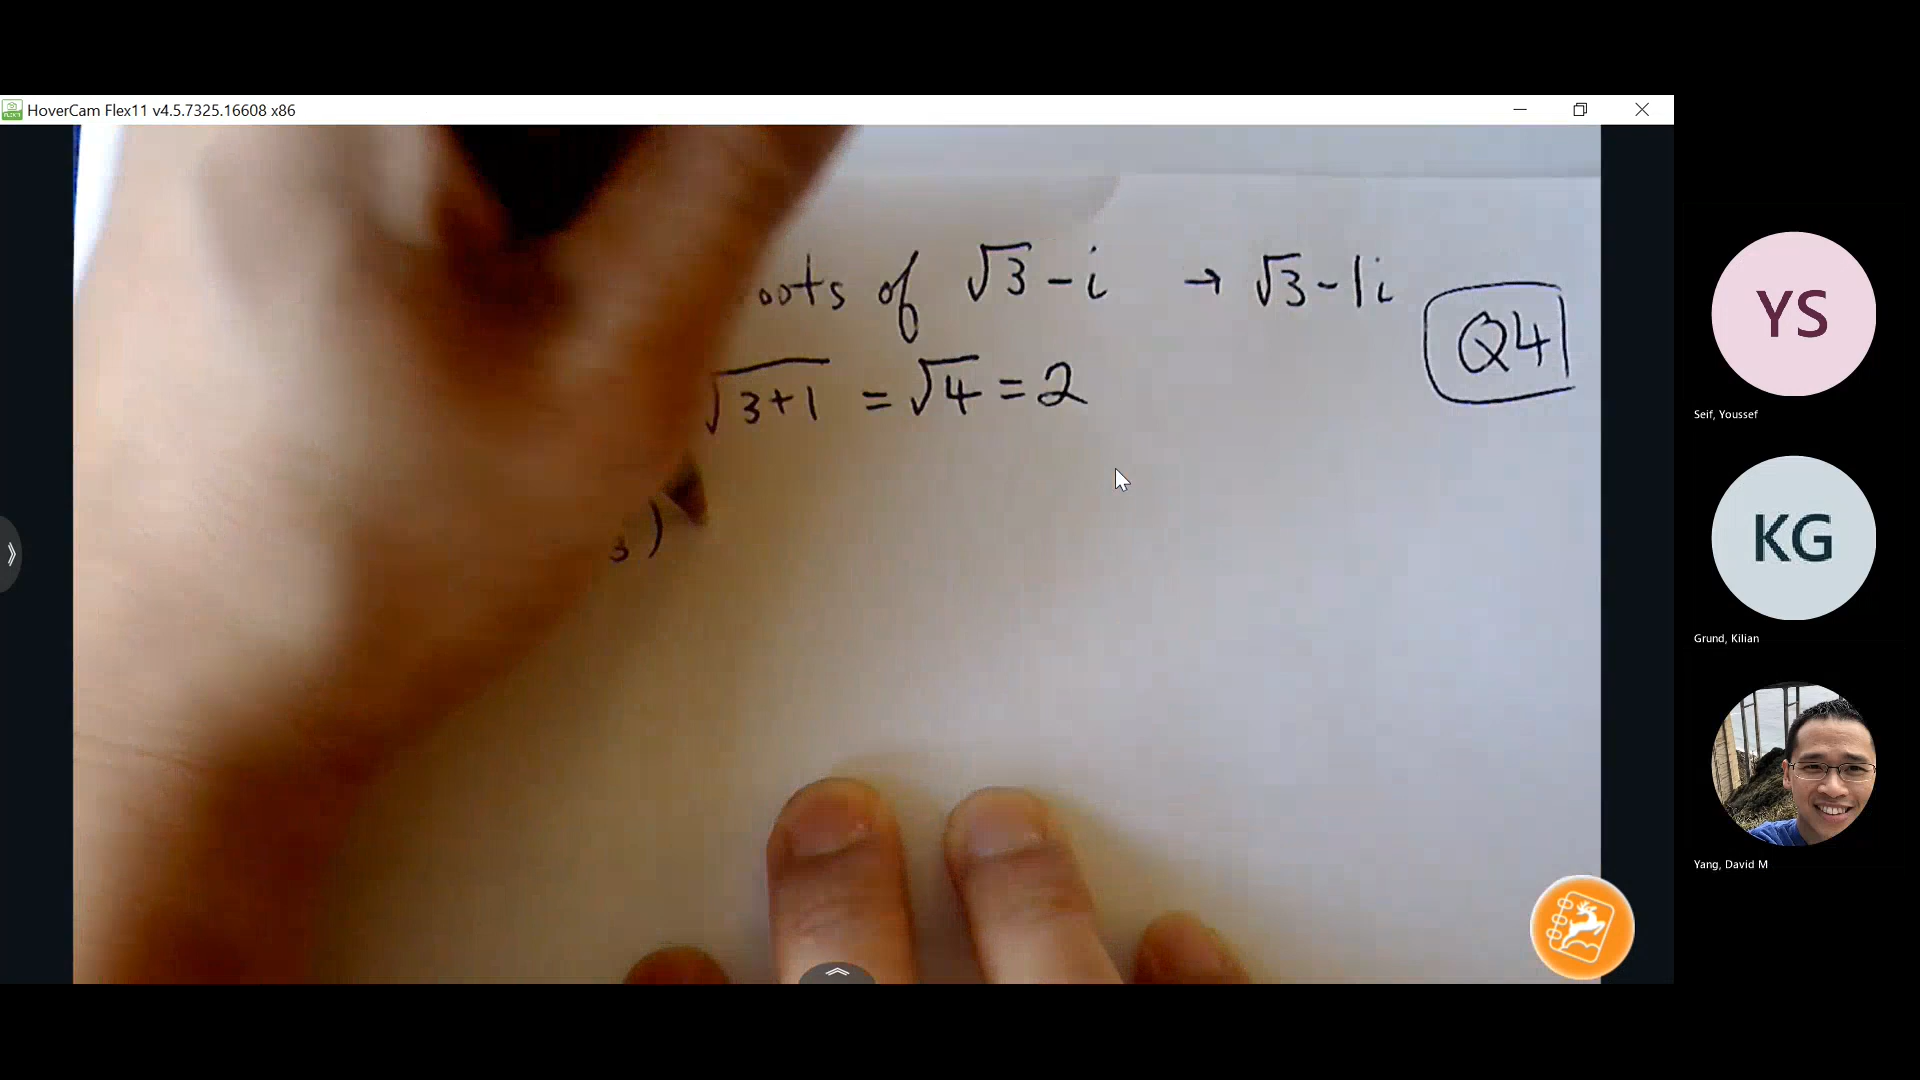 HoverCam Flex11 v4.5.7325.16608 x86
oots of √3 - i → √3 - 1i
Q4
√3+1 = √4 = 2
3 )
YS
Seif, Youssef
KG
Grund, Kilian
Yang, David M